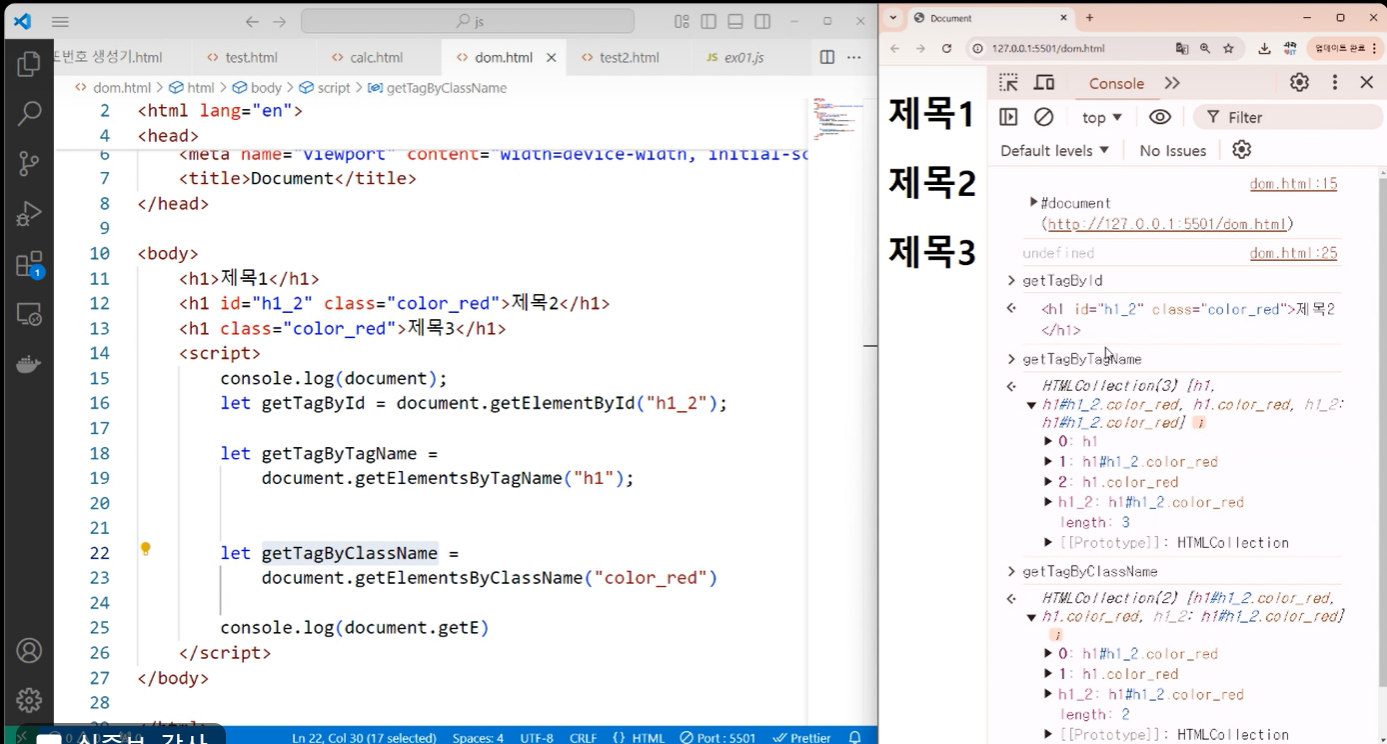 js
또번호 생성기.html
test.html
calc.html
dom.html
test2.html
JS ex01.js
dom.html > html > body > script > getTagByClassName
2 <html lang="en">
4 <head>
6 <meta name="viewport" content="width=device-width, initial-sc
7 <title>Document</title>
8 </head>
9
10 <body>
11 <h1>제목1</h1>
12 <h1 id="h1_2" class="color_red">제목2</h1>
13 <h1 class="color_red">제목3</h1>
14 <script>
15 console.log(document);
16 let getTagById = document.getElementById("h1_2");
17
18 let getTagByTagName =
19 document.getElementsByTagName("h1");
20
21
22 let getTagByClassName =
23 document.getElementsByClassName("color_red")
24
25 console.log(document.getE)
26 </script>
27 </body>
28
1
Ln 22, Col 30 (17 selected) Spaces: 4 UTF-8 CRLF {} HTML Port : 5501 Prettier
Document
127.0.0.1:5501/dom.html
업데이트 완료
제목1
제목2
제목3
Console
top
Filter
Default levels
No Issues
dom.html:15
#document
(http://127.0.0.1:5501/dom.html)
undefined dom.html:25
getTagById
<h1 id="h1_2" class="color_red">제목2
</h1>
getTagByTagName
HTMLCollection(3) [h1,
h1#h1_2.color_red, h1.color_red, h1_2:
h1#h1_2.color_red] i
0: h1
1: h1#h1_2.color_red
2: h1.color_red
h1_2: h1#h1_2.color_red
length: 3
[[Prototype]]: HTMLCollection
getTagByClassName
HTMLCollection(2) [h1#h1_2.color_red,
h1.color_red, h1_2: h1#h1_2.color_red]
i
0: h1#h1_2.color_red
1: h1.color_red
h1_2: h1#h1_2.color_red
length: 2
[[Prototype]]: HTMLCollection